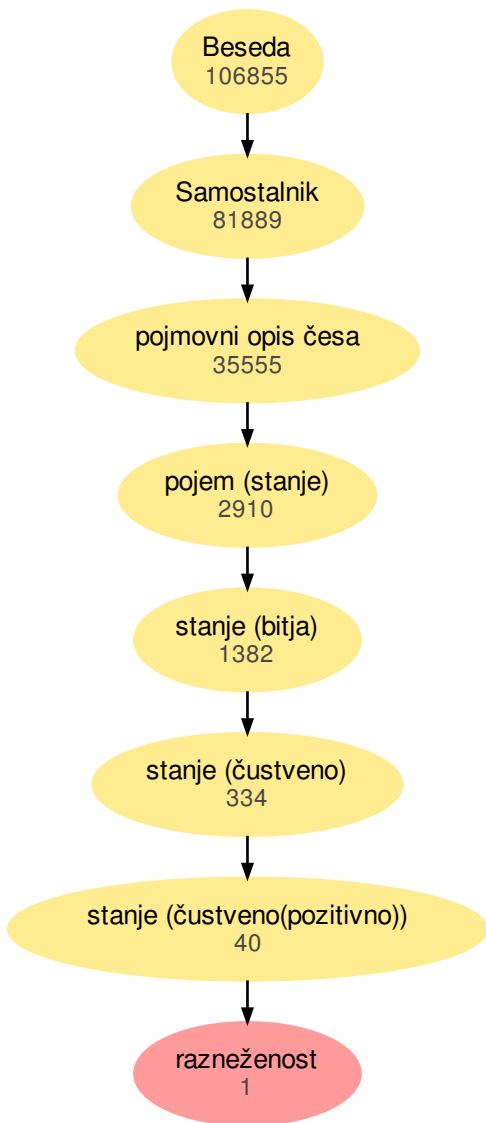 Beseda
106855
Samostalnik
81889
pojmovni opis česa
35555
pojem (stanje)
2910
stanje (bitja)
1382
stanje (čustveno)
334
stanje (čustveno(pozitivno))
40
razneženost
1